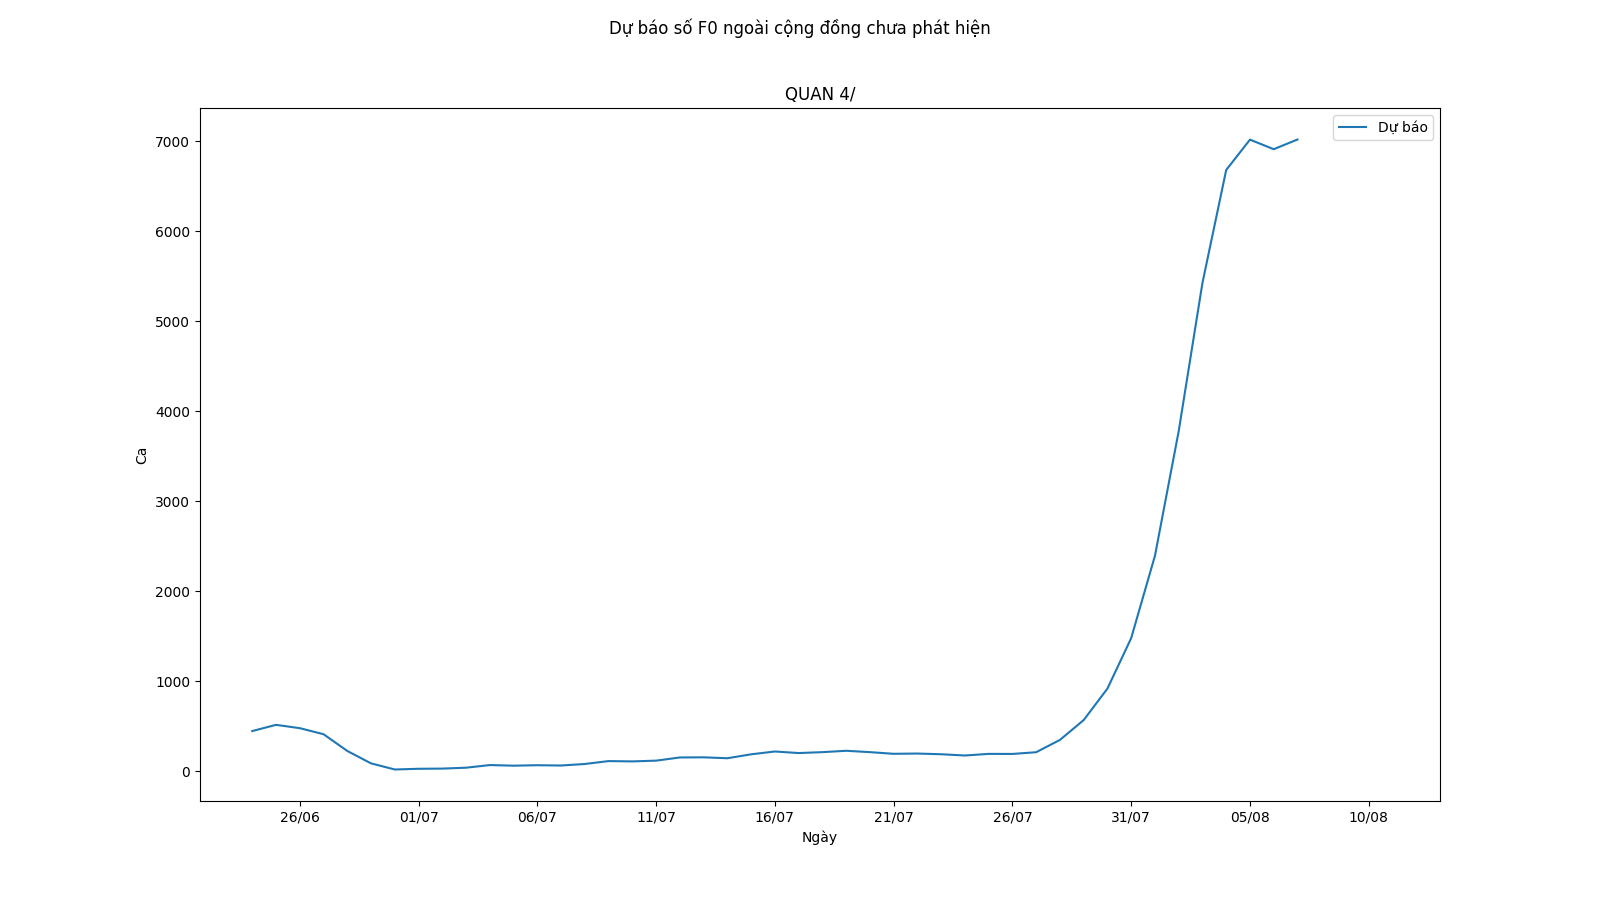 Dự báo số F0 ngoài cộng đồng chưa phát hiện
QUAN 4/
Dự báo
7000
6000
5000
4000
3000
2000
1000
0
Ca
26/06 01/07 06/07 11/07 16/07 21/07 26/07 31/07 05/08 10/08
Ngày